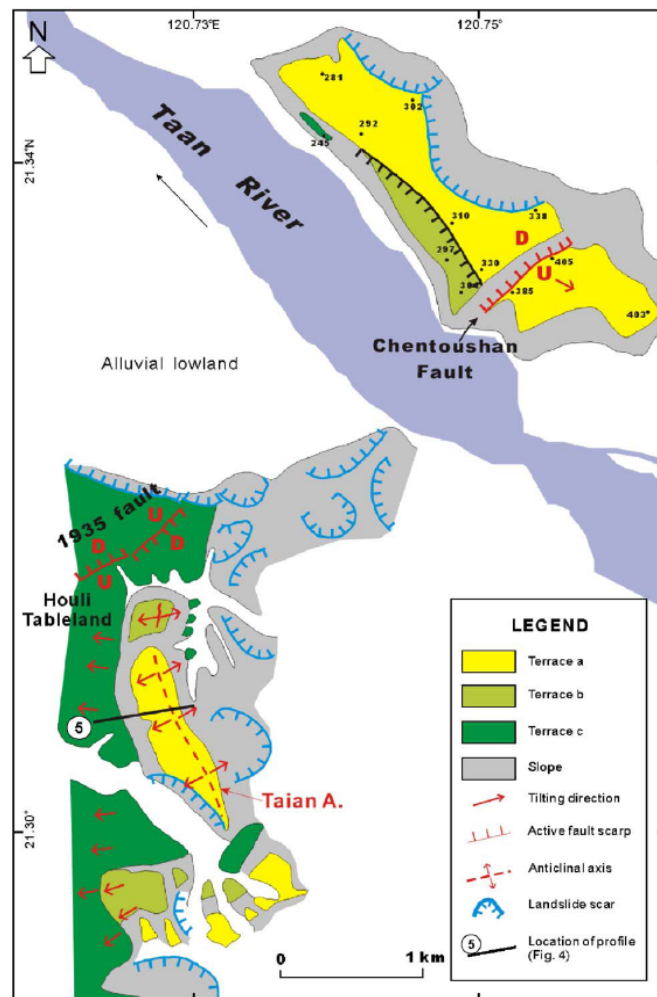 120.73°E
120.75°
N
21.34°N
21.30°
Taan
River
281
302
292
245
338
310
D
297
330
405
U
304
385
403
Chentoushan
Fault
Alluvial lowland
1935 fault
U
D
D
U
Houli
Tableland
5
Taian A.
0
1 km
LEGEND
Terrace a
Terrace b
Terrace c
Slope
Tilting direction
Active fault scarp
Anticlinal axis
Landslide scar
5
Location of profile
(Fig. 4)